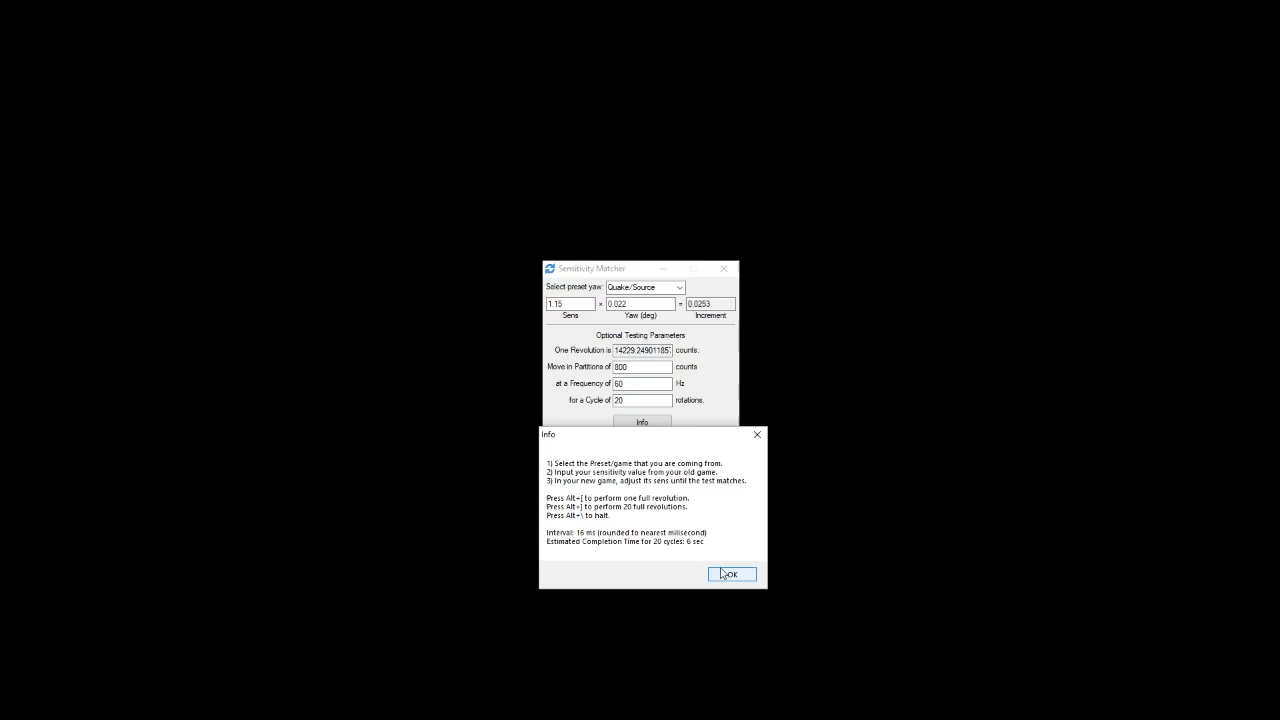 Sensitivity Matcher
Select preset yaw: Quake/Source
1.15 × 0.022 = 0.0253
Sens Yaw (deg) Increment
Optional Testing Parameters
One Revolution is 14229.2490118577 counts.
Move in Partitions of 800 counts
at a Frequency of 60 Hz
for a Cycle of 20 rotations.
Info
Info
1) Select the Preset/game that you are coming from.
2) Input your sensitivity value from your old game.
3) In your new game, adjust its sens until the test matches.
Press Alt+[ to perform one full revolution.
Press Alt+] to perform 20 full revolutions.
Press Alt+\ to halt.
Interval: 16 ms (rounded to nearest milisecond)
Estimated Completion Time for 20 cycles: 6 sec
OK